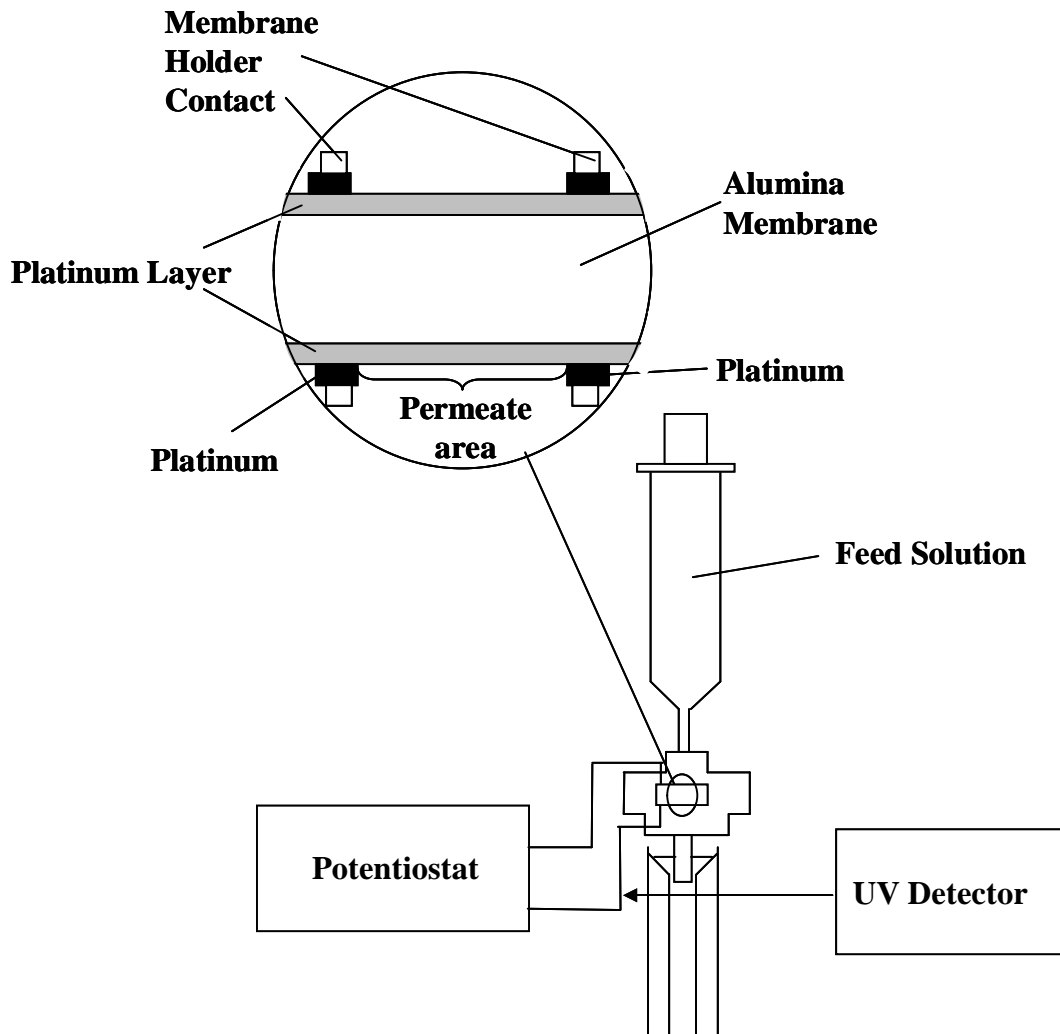 Membrane
Holder
Contact
Alumina
Membrane
Platinum Layer
Platinum
Permeate
area
Platinum
Feed Solution
Potentiostat
UV Detector